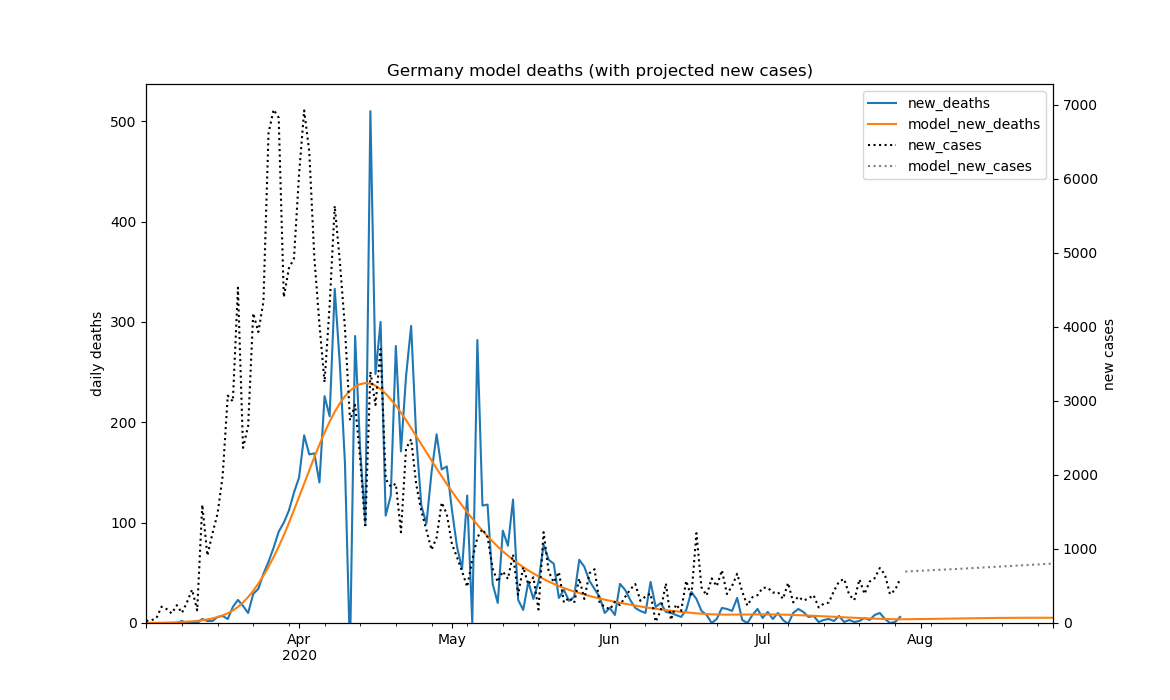 Germany model deaths (with projected new cases)
new_deaths
model_new_deaths
new_cases
model_new_cases
daily deaths
500
400
300
200
100
0
7000
6000
5000
4000
3000
2000
1000
0
new cases
Apr
2020
May
Jun
Jul
Aug